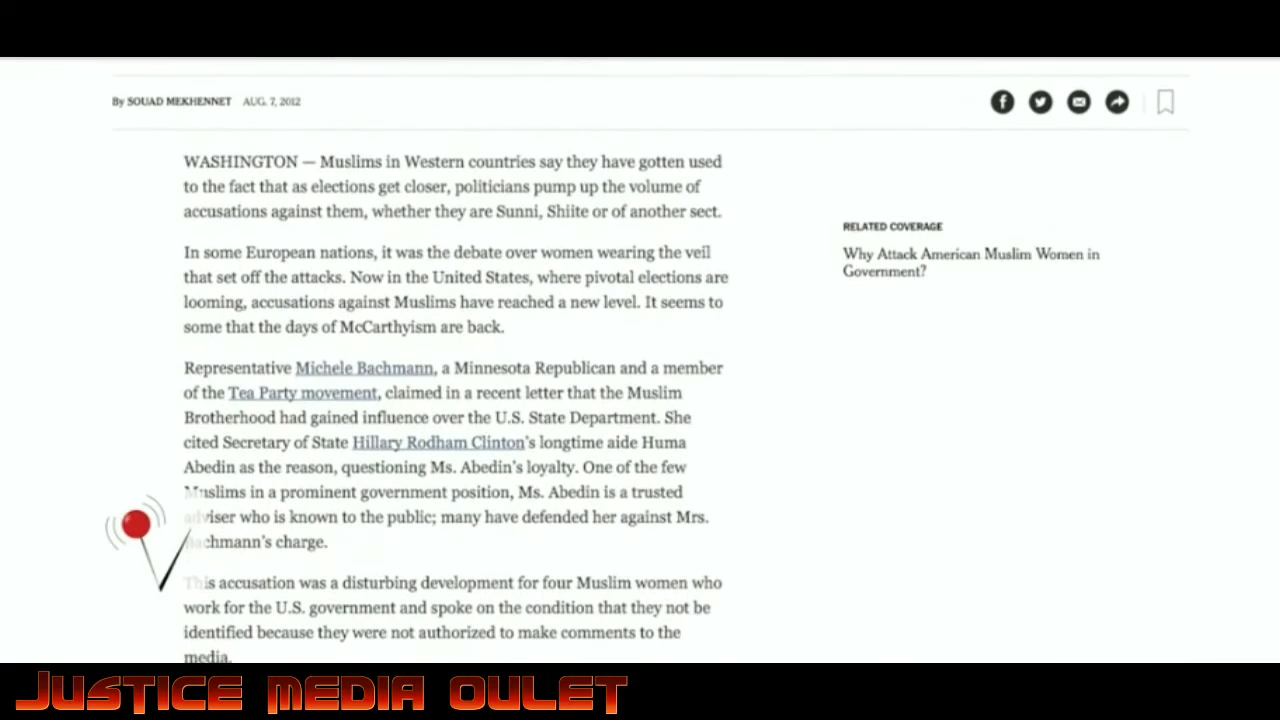 By SOUAD MEKHENNET AUG. 7, 2012
WASHINGTON — Muslims in Western countries say they have gotten used
to the fact that as elections get closer, politicians pump up the volume of
accusations against them, whether they are Sunni, Shiite or of another sect.
In some European nations, it was the debate over women wearing the veil
that set off the attacks. Now in the United States, where pivotal elections are
looming, accusations against Muslims have reached a new level. It seems to
some that the days of McCarthyism are back.
Representative Michele Bachmann, a Minnesota Republican and a member
of the Tea Party movement, claimed in a recent letter that the Muslim
Brotherhood had gained influence over the U.S. State Department. She
cited Secretary of State Hillary Rodham Clinton's longtime aide Huma
Abedin as the reason, questioning Ms. Abedin's loyalty. One of the few
Muslims in a prominent government position, Ms. Abedin is a trusted
adviser who is known to the public; many have defended her against Mrs.
Bachmann's charge.
This accusation was a disturbing development for four Muslim women who
work for the U.S. government and spoke on the condition that they not be
identified because they were not authorized to make comments to the
media.
RELATED COVERAGE
Why Attack American Muslim Women in
Government?
JUSTICE MEDIA OULET